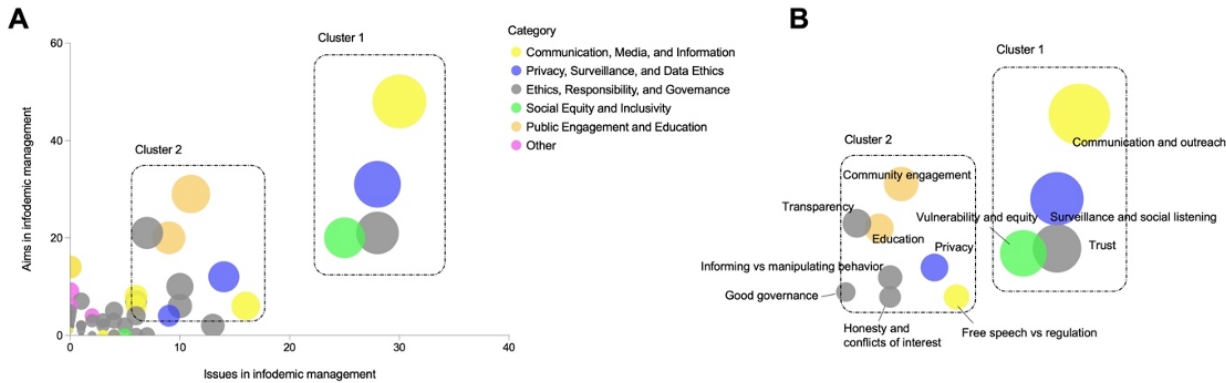 A
B
60
40
20
0
0
10
20
30
40
Aims in infodemic management
Issues in infodemic management
Cluster 1
Cluster 2
Category
Communication, Media, and Information
Privacy, Surveillance, and Data Ethics
Ethics, Responsibility, and Governance
Social Equity and Inclusivity
Public Engagement and Education
Other
Cluster 1
Communication and outreach
Cluster 2
Community engagement
Transparency
Vulnerability and equity
Surveillance and social listening
Education
Privacy
Trust
Informing vs manipulating behavior
Good governance
Honesty and
conflicts of interest
Free speech vs regulation